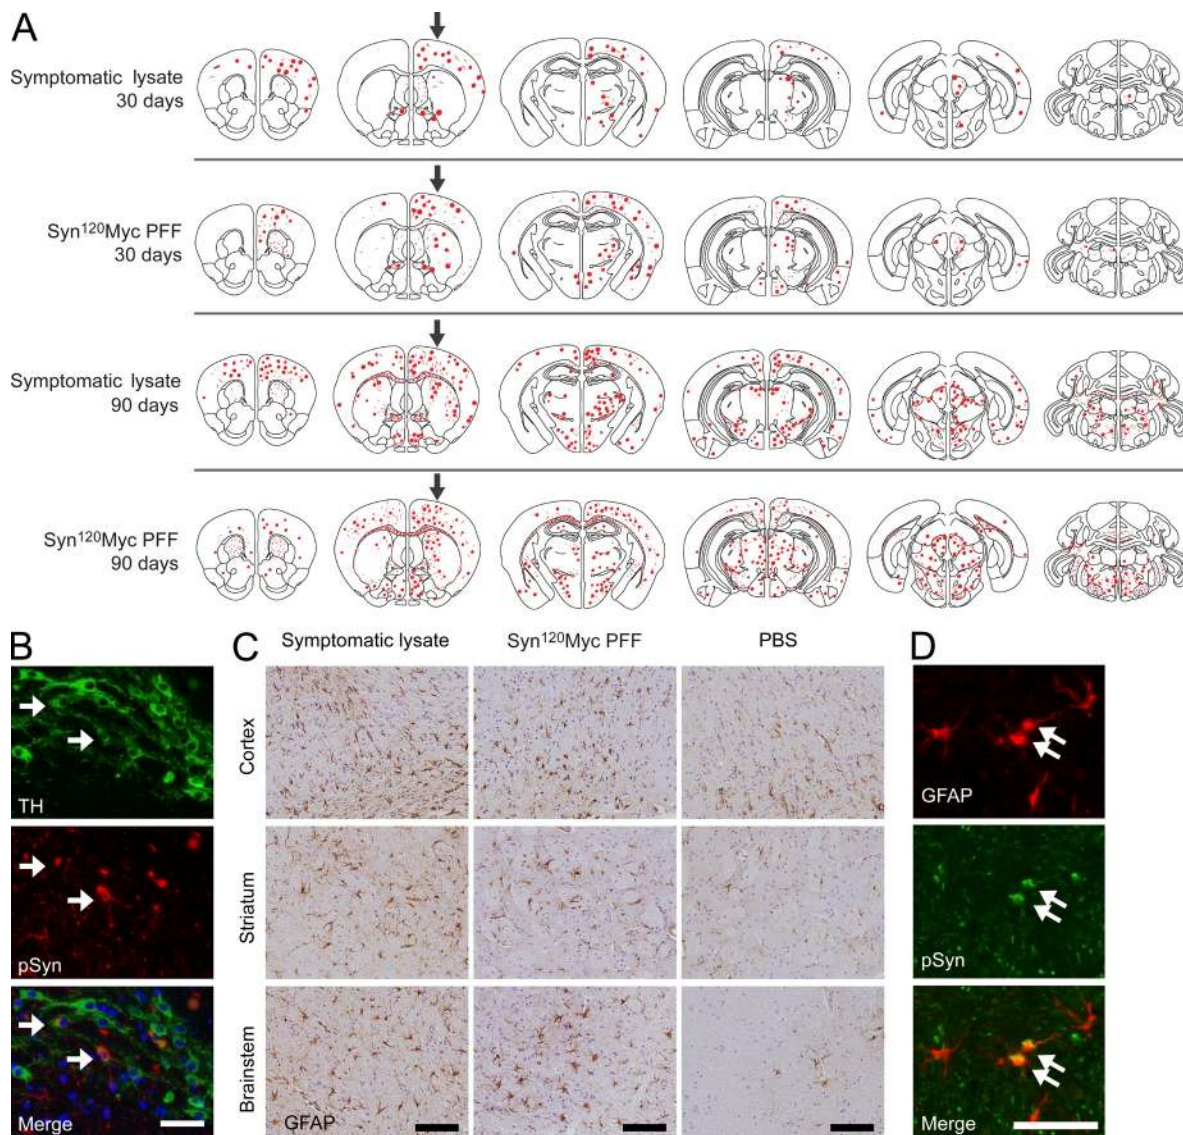 A
Symptomatic lysate
30 days
Syn¹²⁰Myc PFF
30 days
Symptomatic lysate
90 days
Syn¹²⁰Myc PFF
90 days
B
TH
pSyn
Merge
C
Symptomatic lysate
Syn¹²⁰Myc PFF
PBS
Cortex
Striatum
Brainstem
GFAP
D
GFAP
pSyn
Merge